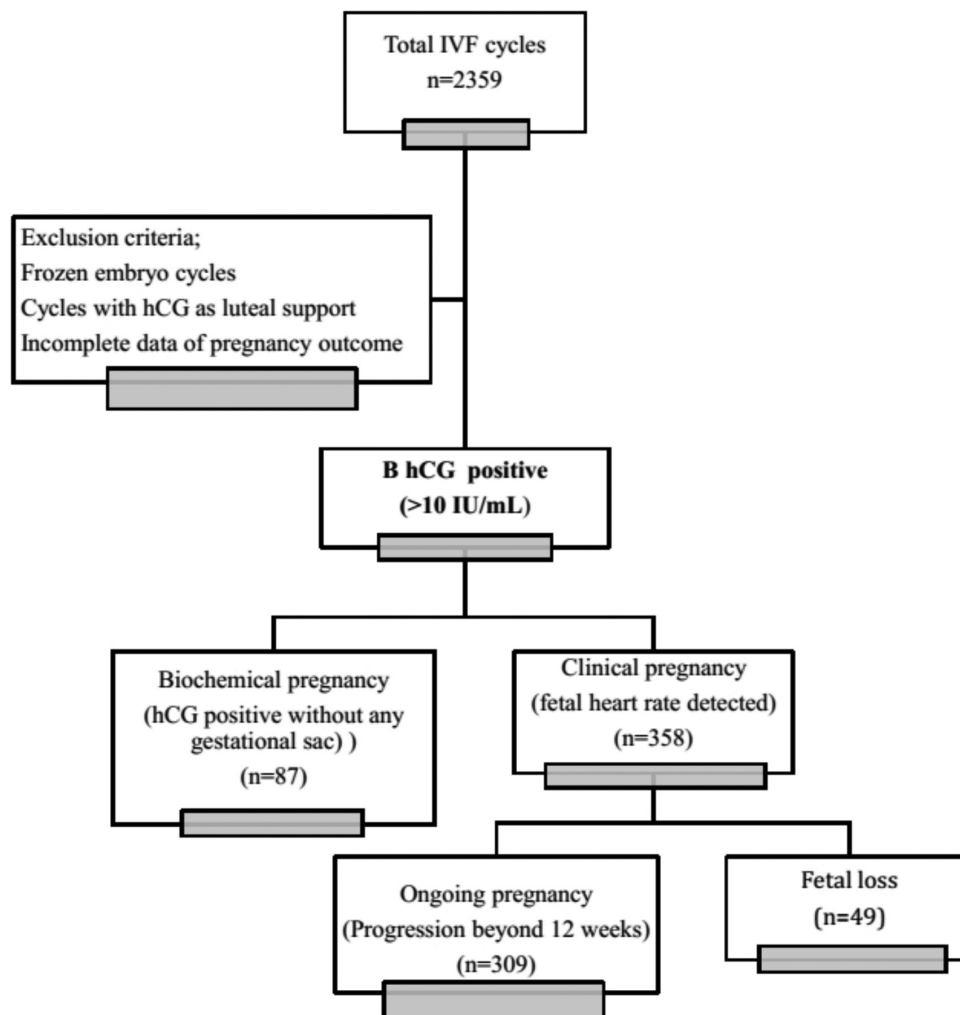 Total IVF cycles
n=2359
Exclusion criteria;
Frozen embryo cycles
Cycles with hCG as luteal support
Incomplete data of pregnancy outcome
B hCG positive
(>10 IU/mL)
Biochemical pregnancy
(hCG positive without any
gestational sac) )
(n=87)
Clinical pregnancy
(fetal heart rate detected)
(n=358)
Ongoing pregnancy
(Progression beyond 12 weeks)
(n=309)
Fetal loss
(n=49)